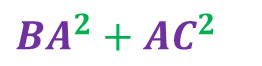 BA² + AC²